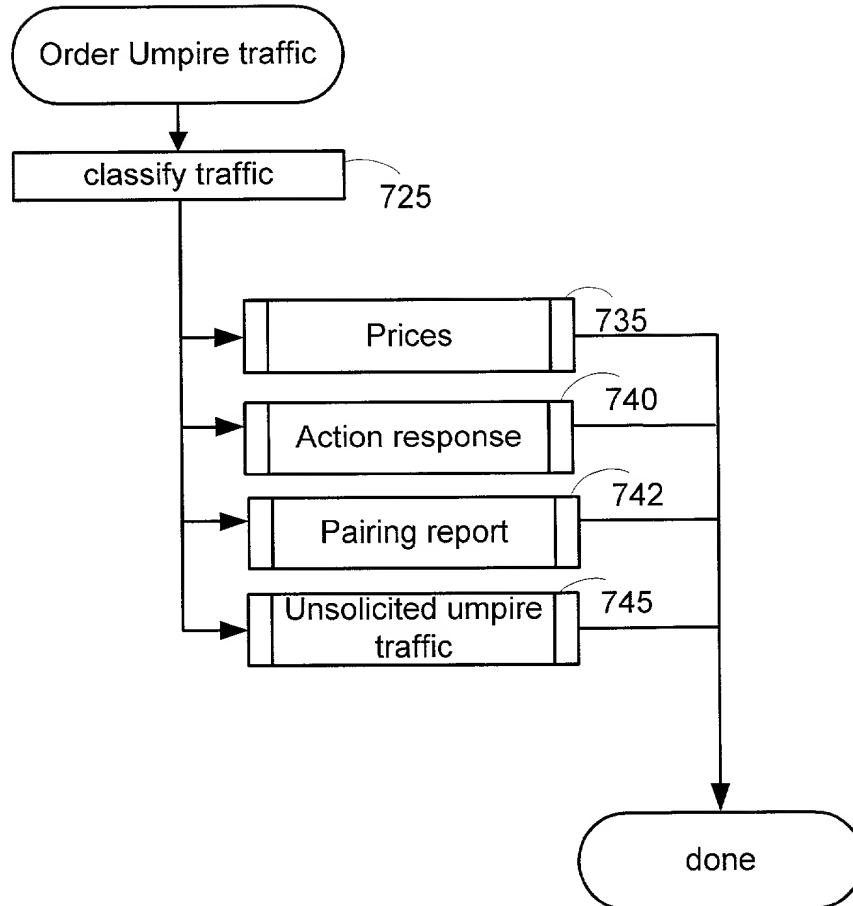 Order Umpire traffic
classify traffic
725
Prices
735
Action response
740
Pairing report
742
Unsolicited umpire
traffic
745
done